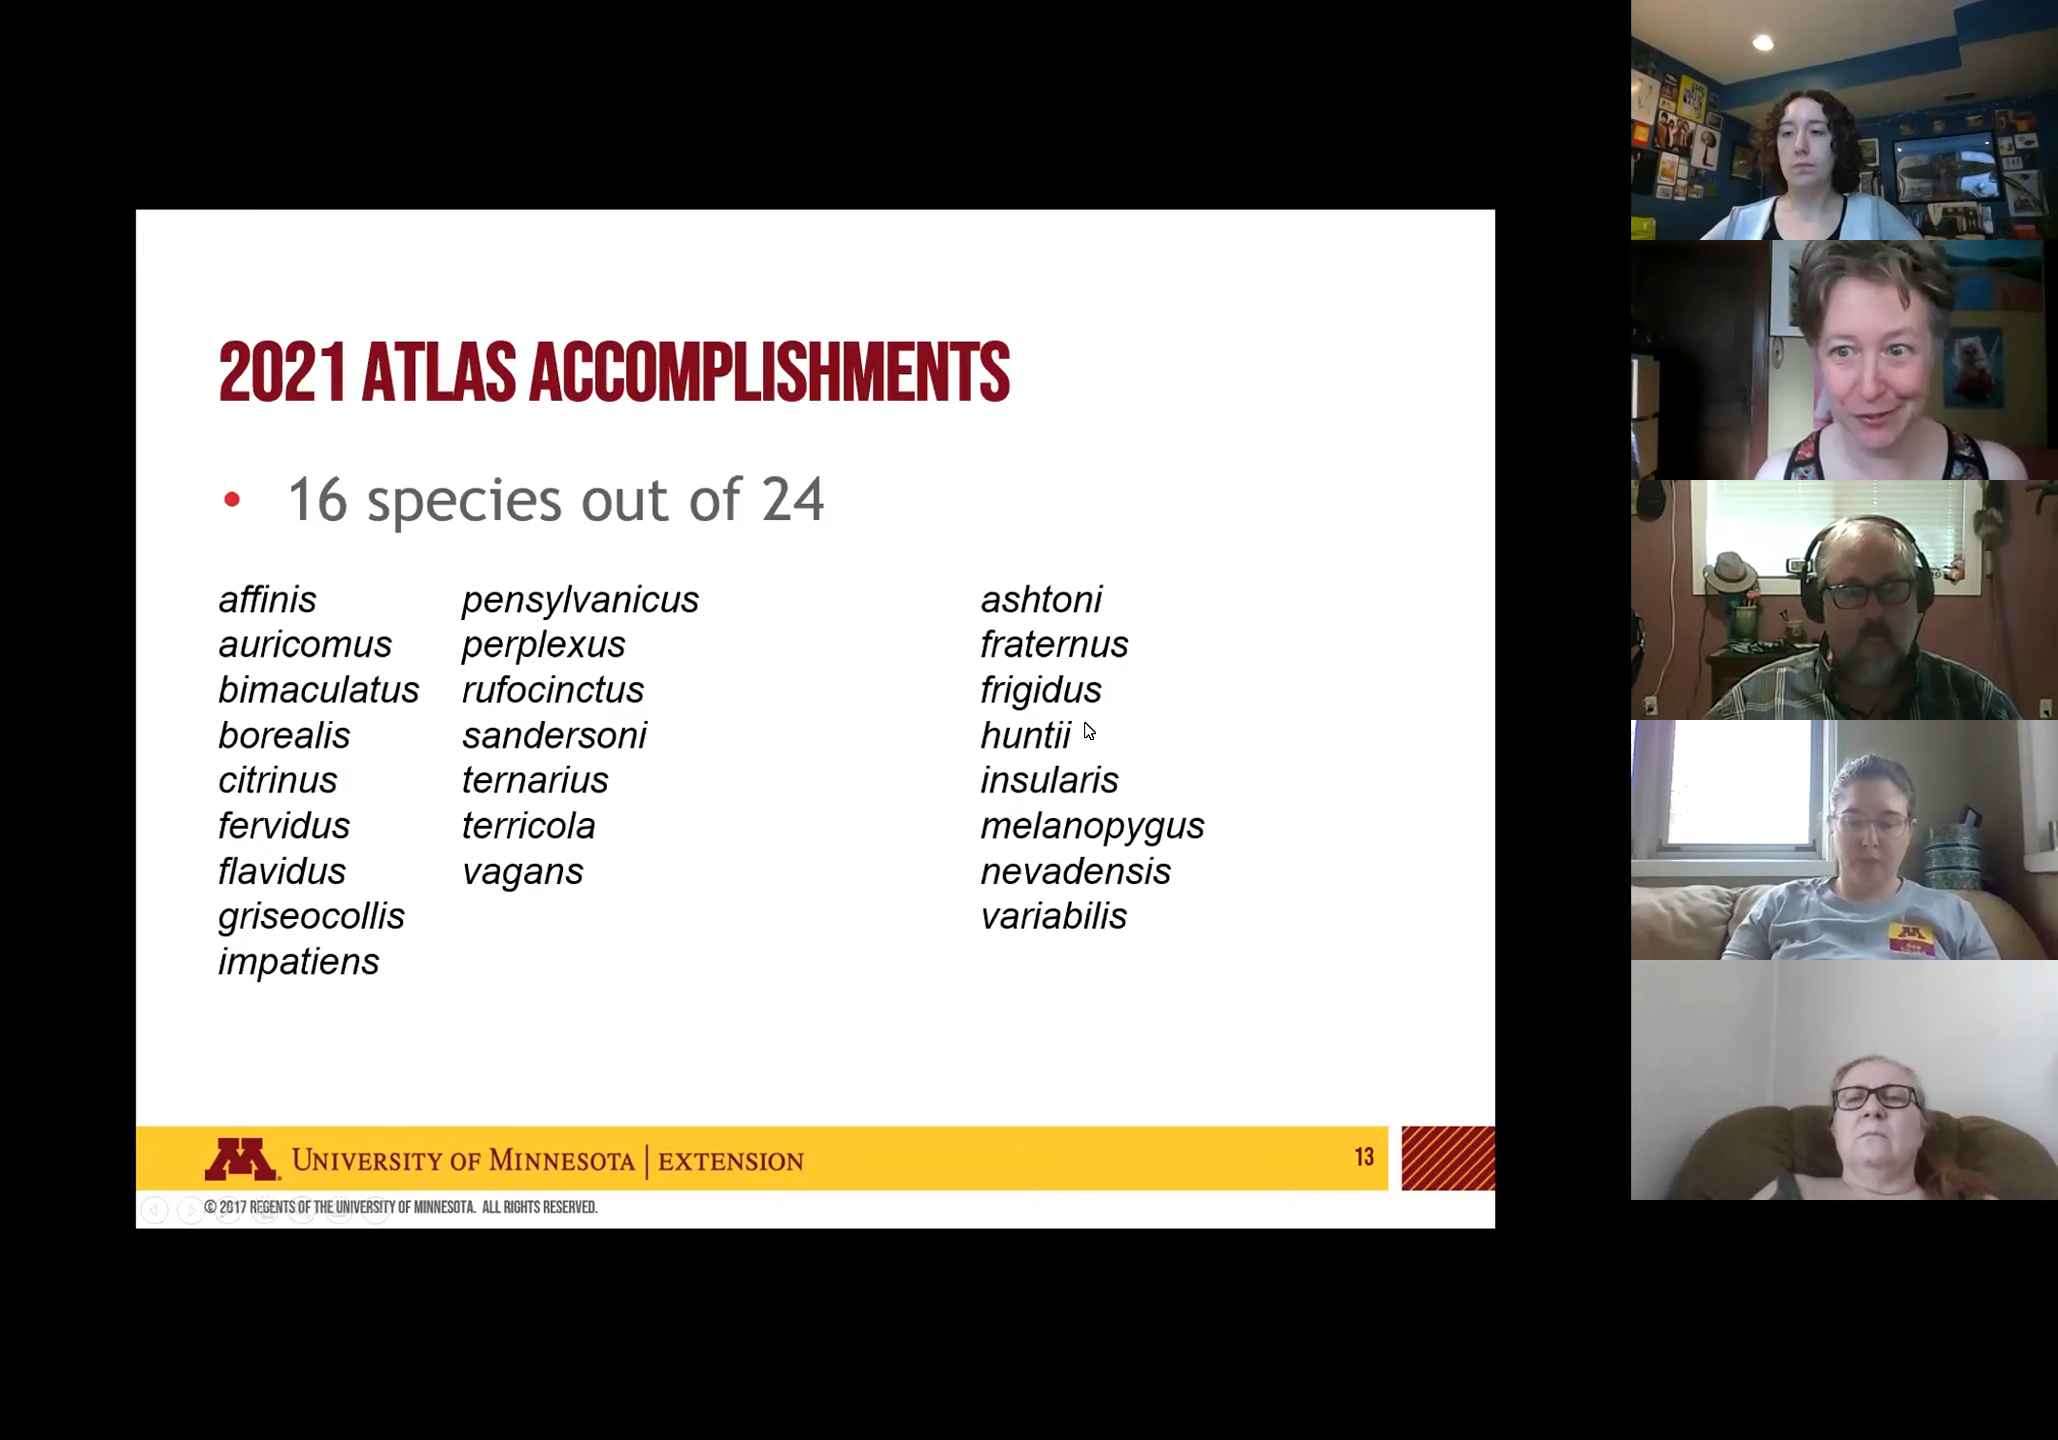 2021 ATLAS ACCOMPLISHMENTS
• 16 species out of 24
affinis
auricomus
bimaculatus
borealis
citrinus
fervidus
flavidus
griseocollis
impatiens
pensylvanicus
perplexus
rufocinctus
sandersoni
ternarius
terricola
vagans
ashtoni
fraternus
frigidus
huntii
insularis
melanopygus
nevadensis
variabilis
M UNIVERSITY OF MINNESOTA | EXTENSION
13
© 2017 REGENTS OF THE UNIVERSITY OF MINNESOTA. ALL RIGHTS RESERVED.
M